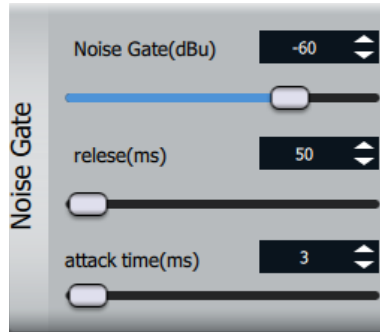 Noise Gate
Noise Gate(dBu) -60
relese(ms) 50
attack time(ms) 3